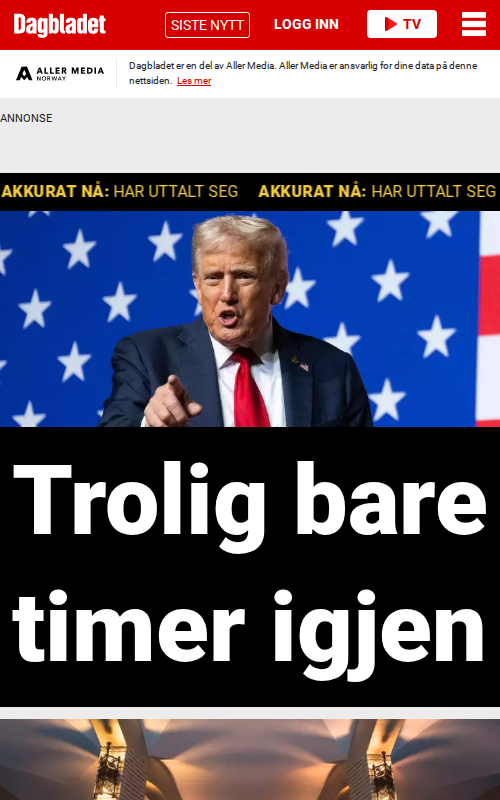 Dagbladet
SISTE NYTT
LOGG INN
TV
ALLER MEDIA
NORWAY
Dagbladet er en del av Aller Media. Aller Media er ansvarlig for dine data på denne
nettsiden. Les mer
ANNONSE
AKKURAT NÅ: HAR UTTALT SEG AKKURAT NÅ: HAR UTTALT SEG
Trolig bare
timer igjen